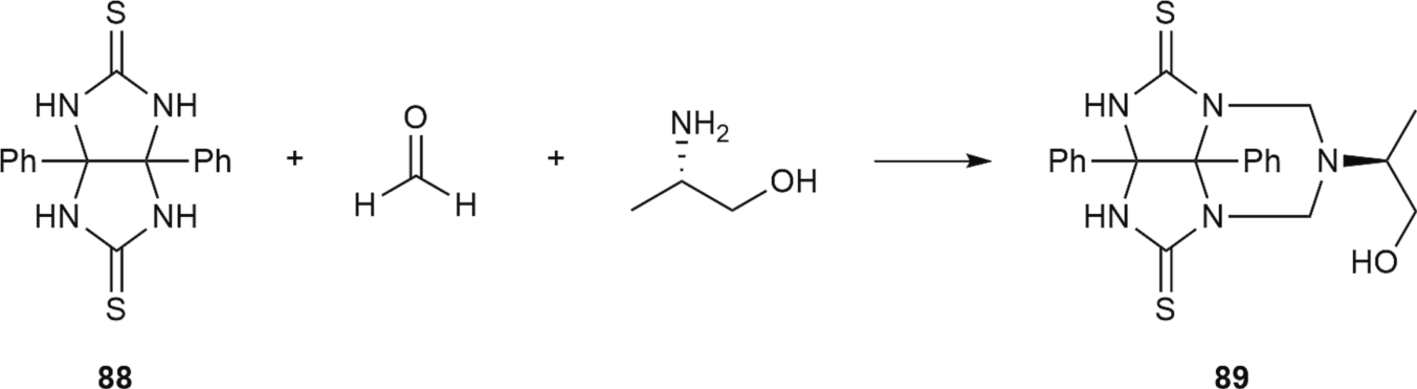 S
HN NH
Ph Ph
HN NH
S
88
+
O
H H
+
NH2
OH
S
HN N
Ph Ph N
HN N
S
HO
89